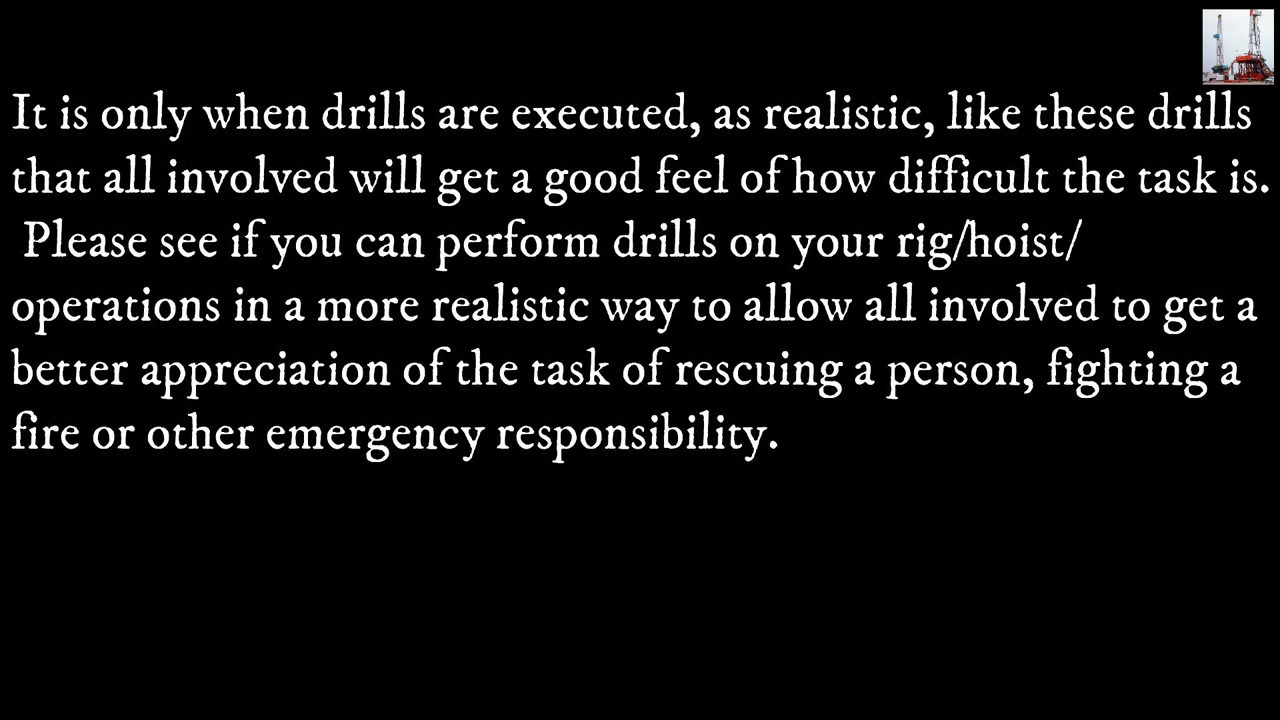 It is only when drills are executed, as realistic, like these drills
that all involved will get a good feel of how difficult the task is.
Please see if you can perform drills on your rig/hoist/
operations in a more realistic way to allow all involved to get a
better appreciation of the task of rescuing a person, fighting a
fire or other emergency responsibility.